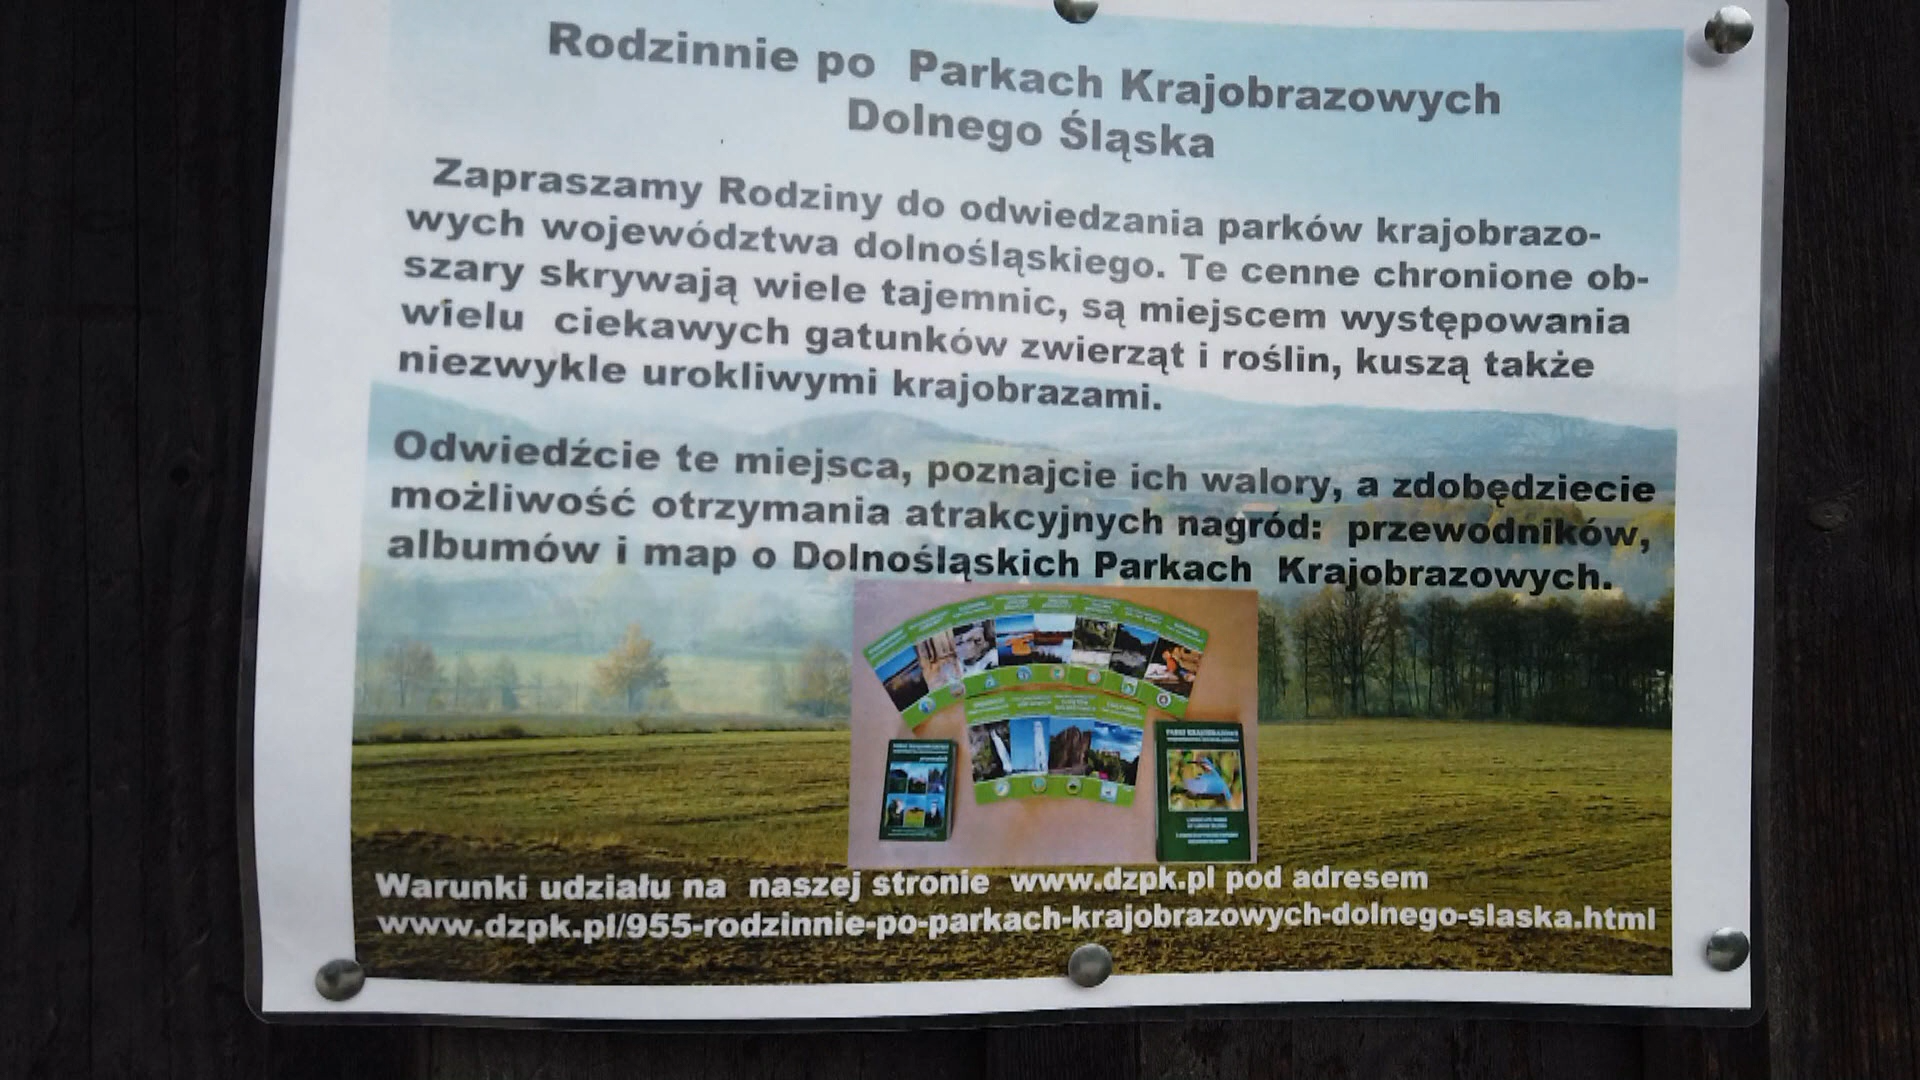 Rodzinnie po Parkach Krajobrazowych
Dolnego Śląska
Zapraszamy Rodziny do odwiedzania parków krajobrazo-
wych województwa dolnośląskiego. Te cenne chronione ob-
szary skrywają wiele tajemnic, są miejscem występowania
wielu ciekawych gatunków zwierząt i roślin, kuszą także
niezwykle urokliwymi krajobrazami.
Odwiedźcie te miejsca, poznajcie ich walory, a zdobędziecie
możliwość otrzymania atrakcyjnych nagród: przewodników,
albumów i map o Dolnośląskich Parkach Krajobrazowych.
Warunki udziału na naszej stronie www.dzpk.pl pod adresem
www.dzpk.pl/955-rodzinnie-po-parkach-krajobrazowych-dolnego-slaska.html